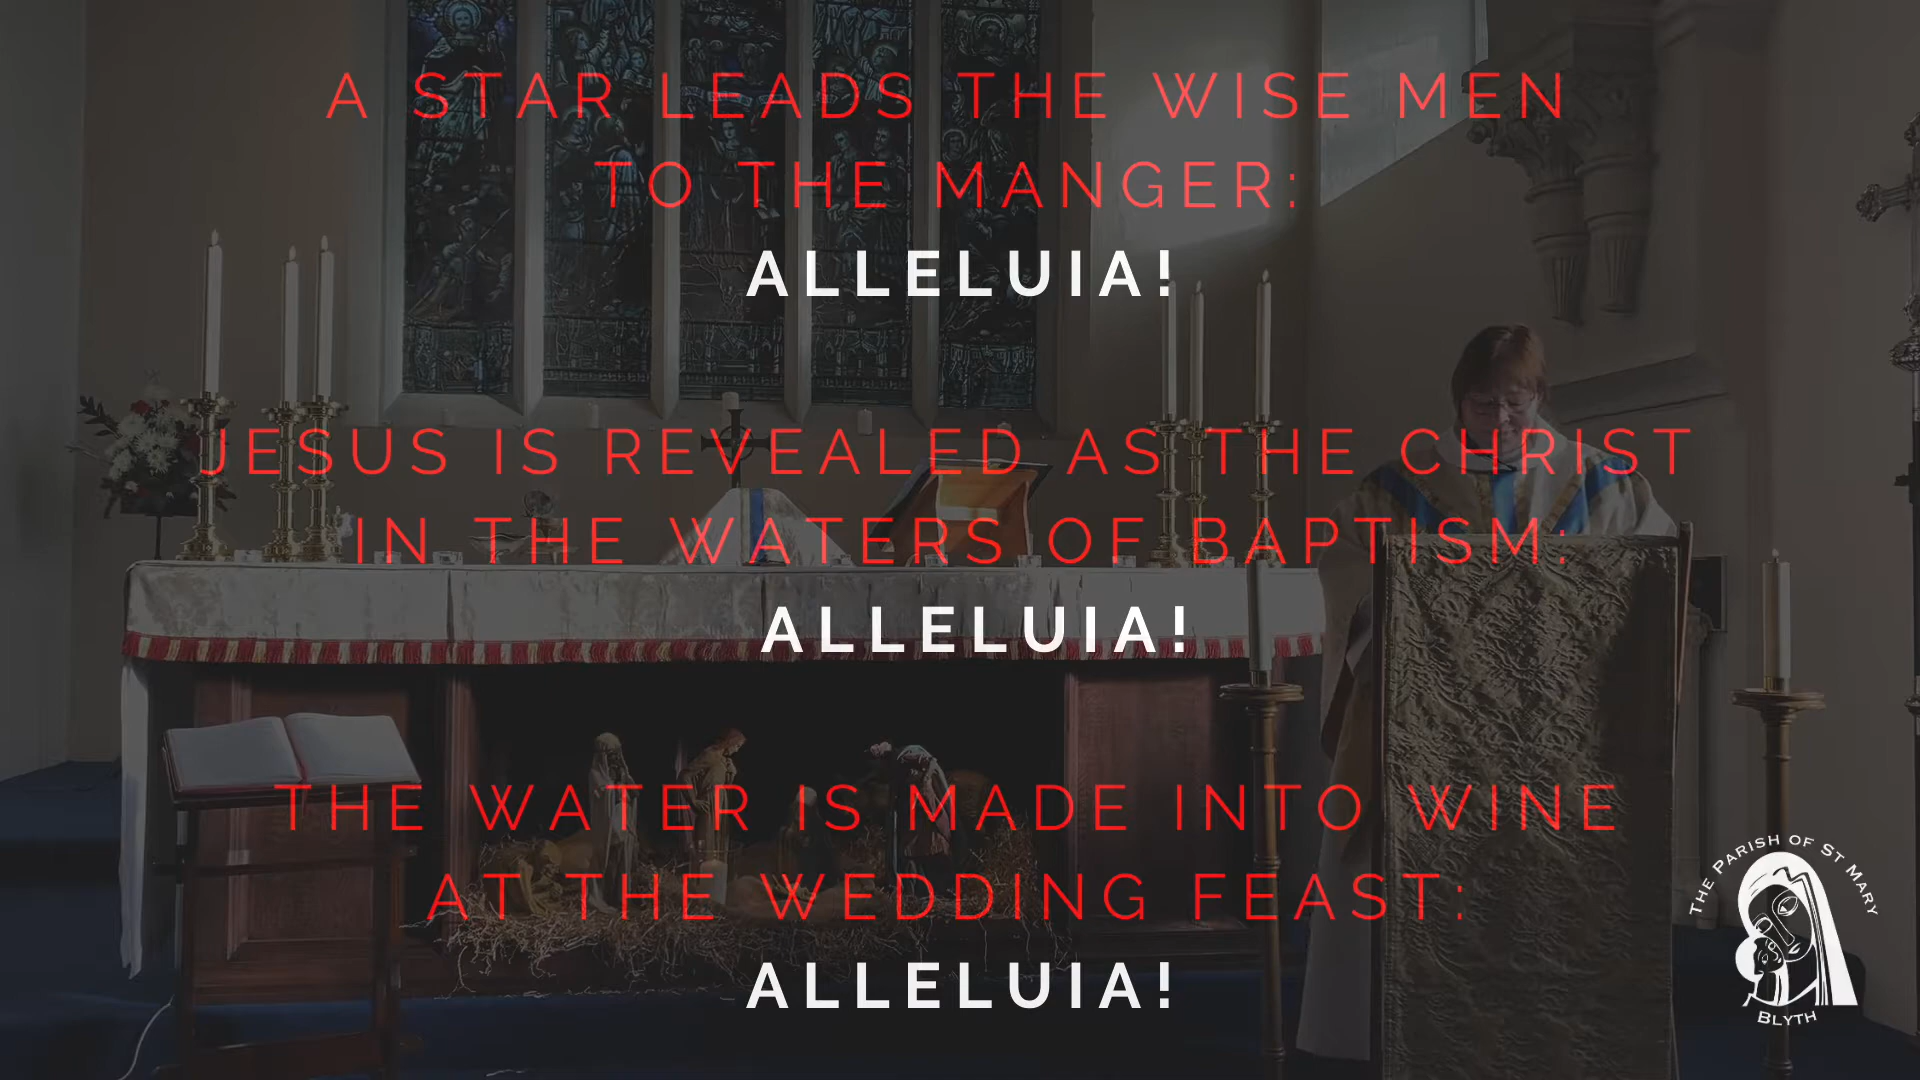 A STAR LEADS THE WISE MEN
TO THE MANGER:
ALLELUIA!
JESUS IS REVEALED AS THE CHRIST
IN THE WATERS OF BAPTISM:
ALLELUIA!
THE WATER IS MADE INTO WINE
AT THE WEDDING FEAST:
ALLELUIA!
THE PARISH OF ST MARY
BLYTH